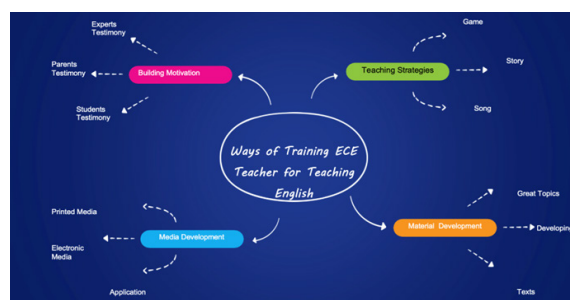 Experts
Testimony
Parents
Testimony
Students
Testimony
Building Motivation
Teaching Strategies
Game
Story
Song
Ways of Training ECE
Teacher for Teaching
English
Printed Media
Electronic
Media
Application
Media Development
Material Development
Great Topics
Developing
Texts